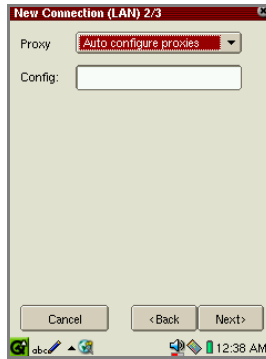 New Connection (LAN) 2/3
Proxy Auto configure proxies
Config:
Cancel <Back Next>
abc 12:38 AM